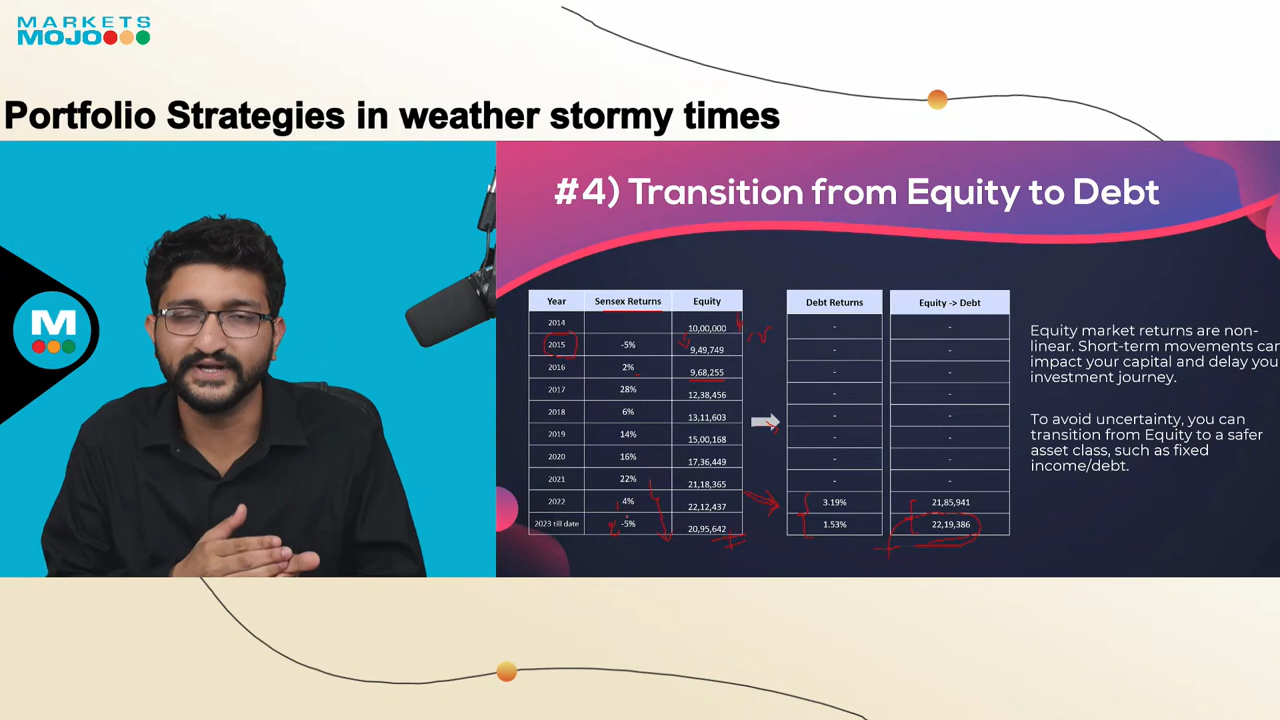 MARKETS
MOJO
Portfolio Strategies in weather stormy times
M
#4) Transition from Equity to Debt
Year Sensex Returns Equity
2014 10,00,000
2015 -5% 9,49,749
2016 2% 9,68,255
2017 28% 12,38,456
2018 6% 13,11,603
2019 14% 15,00,168
2020 16% 17,36,449
2021 22% 21,18,365
2022 4% 22,12,437
2023 till date -5% 20,95,642
Debt Returns Equity -> Debt
- -
- -
- -
- -
- -
- -
- -
3.19% 21,85,941
1.53% 22,19,386
Equity market returns are non-
linear. Short-term movements can
impact your capital and delay you
investment journey.
To avoid uncertainty, you can
transition from Equity to a safer
asset class, such as fixed
income/debt.